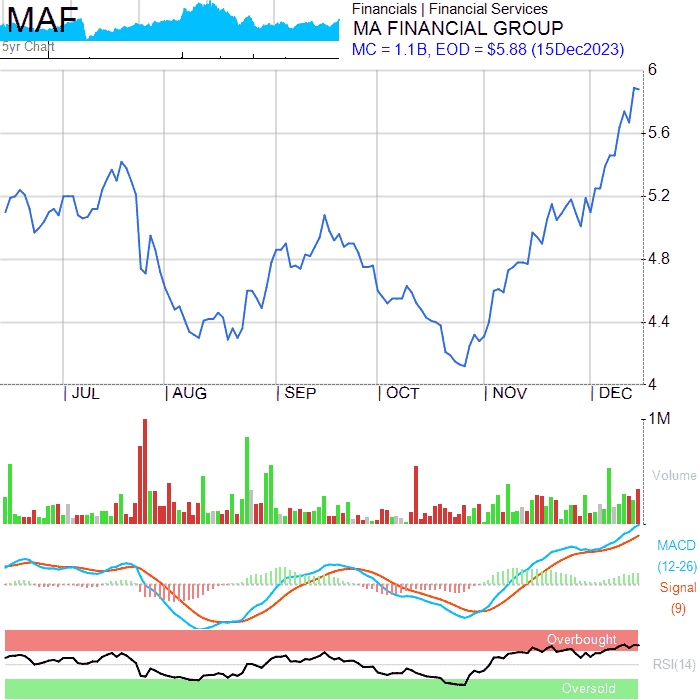 MAF
5yr Chart
Financials | Financial Services
MA FINANCIAL GROUP
MC = 1.1B, EOD = $5.88 (15Dec2023)
6
5.6
5.2
4.8
4.4
4
JUL AUG SEP OCT NOV DEC
1M
Volume
MACD
(12-26)
Signal
(9)
Overbought
RSI(14)
Oversold